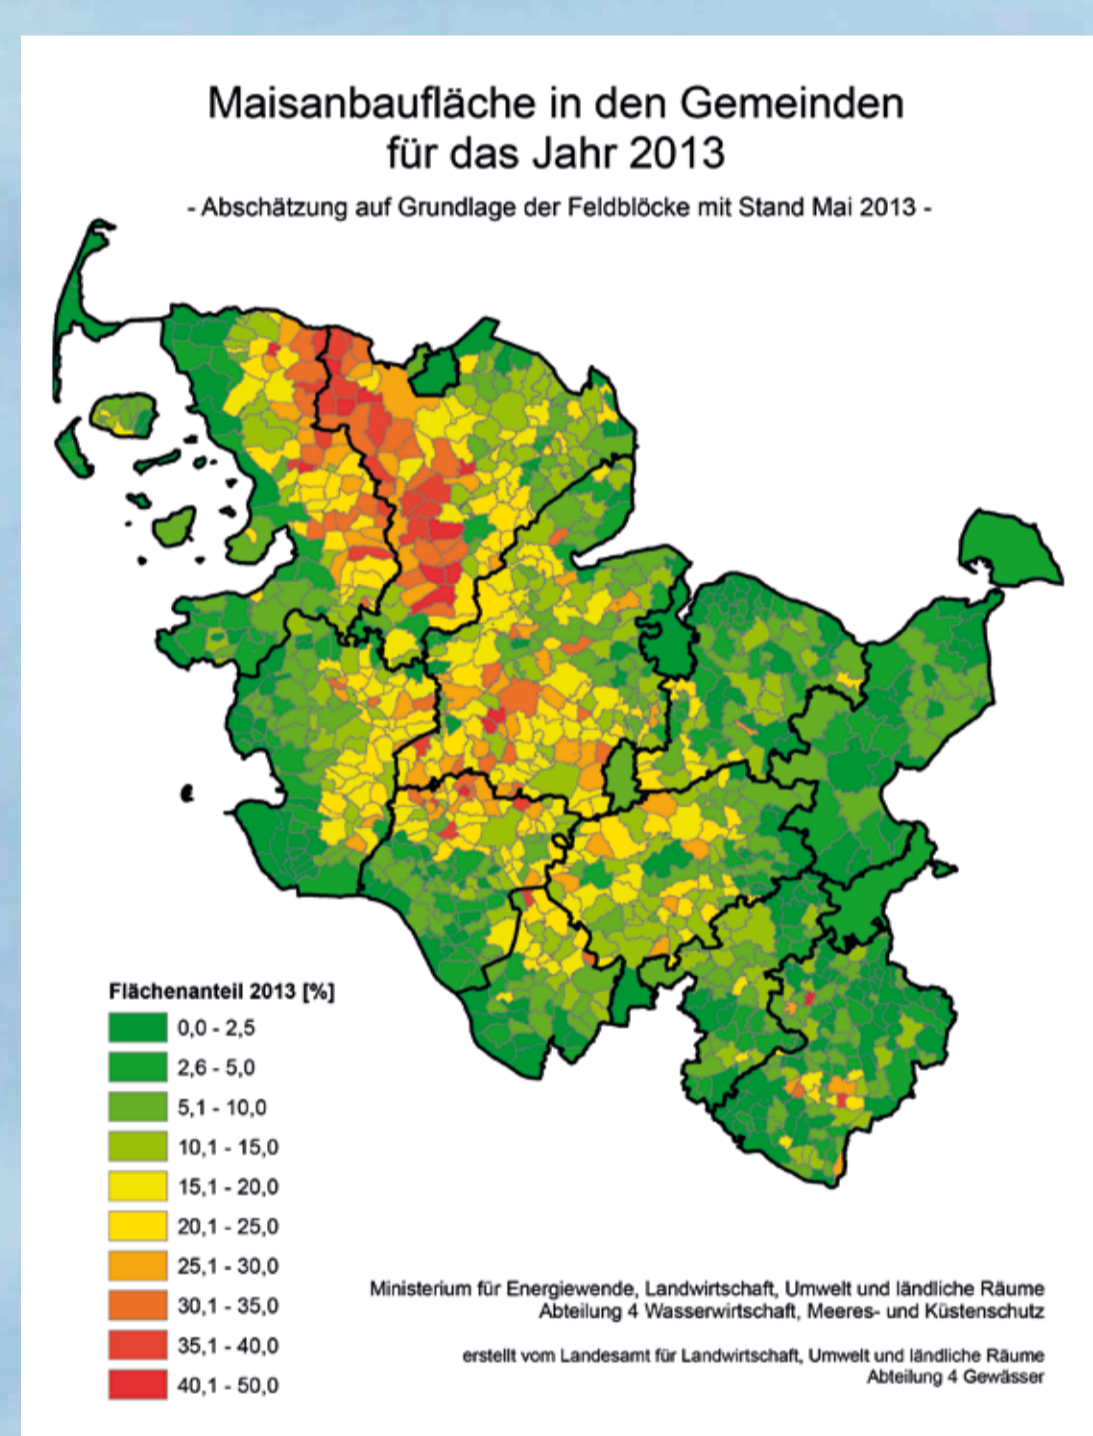 Maisanbaufläche in den Gemeinden
für das Jahr 2013
- Abschätzung auf Grundlage der Feldblöcke mit Stand Mai 2013 -
Flächenanteil 2013 [%]
0,0 - 2,5
2,6 - 5,0
5,1 - 10,0
10,1 - 15,0
15,1 - 20,0
20,1 - 25,0
25,1 - 30,0
30,1 - 35,0
35,1 - 40,0
40,1 - 50,0
Ministerium für Energiewende, Landwirtschaft, Umwelt und ländliche Räume
Abteilung 4 Wasserwirtschaft, Meeres- und Küstenschutz
erstellt vom Landesamt für Landwirtschaft, Umwelt und ländliche Räume
Abteilung 4 Gewässer